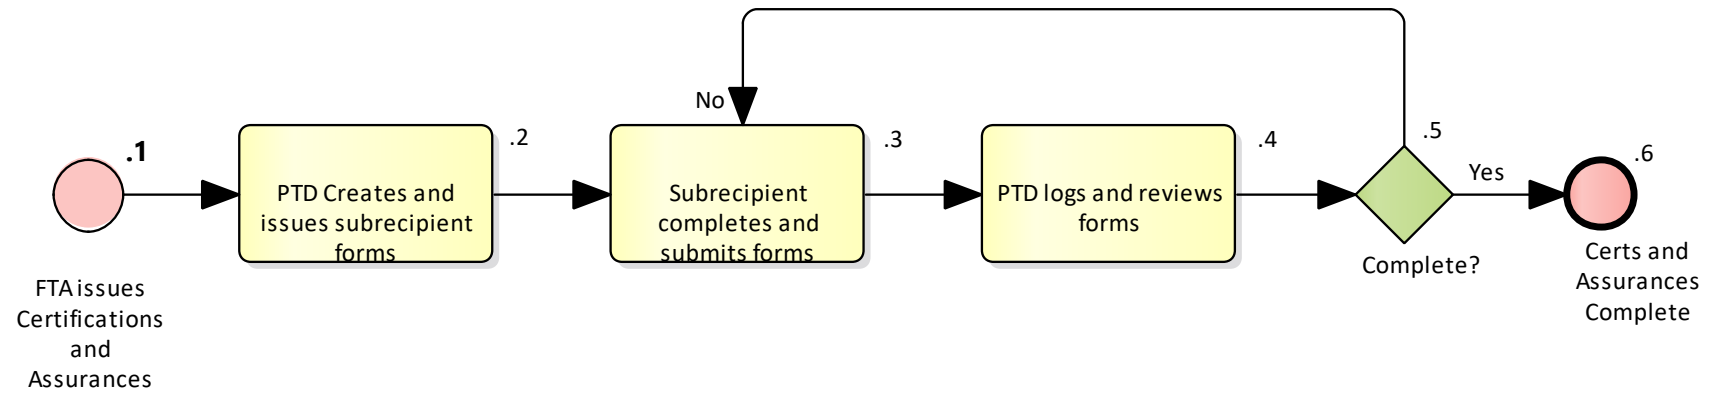 .1
FTA issues
Certifications
and
Assurances
.2
PTD Creates and
issues subrecipient
forms
No
.3
Subrecipient
completes and
submits forms
.4
PTD logs and reviews
forms
.5
Complete?
Yes
.6
Certs and
Assurances
Complete